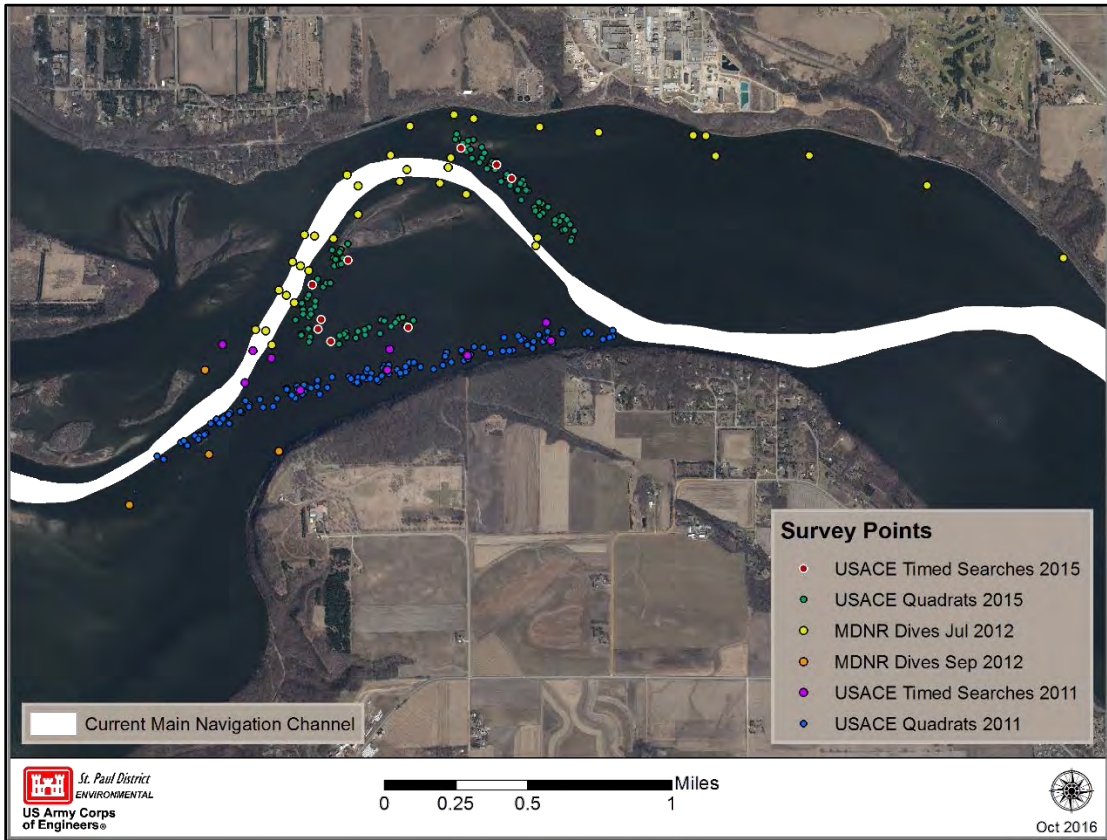 Survey Points
USACE Timed Searches 2015
USACE Quadrats 2015
MDNR Dives Jul 2012
MDNR Dives Sep 2012
USACE Timed Searches 2011
USACE Quadrats 2011
Current Main Navigation Channel
St. Paul District
ENVIRONMENTAL
US Army Corps
of Engineers®
Miles
0 0.25 0.5 1
Oct 2016